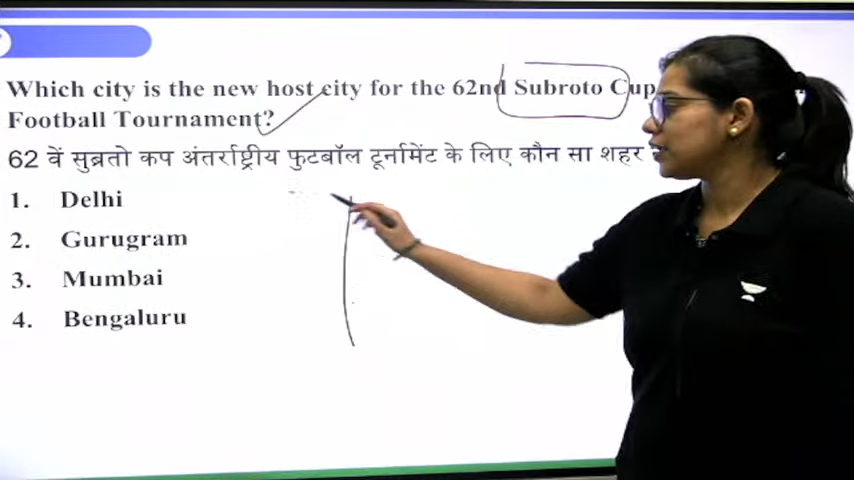 Which city is the new host city for the 62nd Subroto Cup
Football Tournament?
62 वें सुब्रतो कप अंतर्राष्ट्रीय फुटबॉल टूर्नामेंट के लिए कौन सा शहर
1. Delhi
2. Gurugram
3. Mumbai
4. Bengaluru